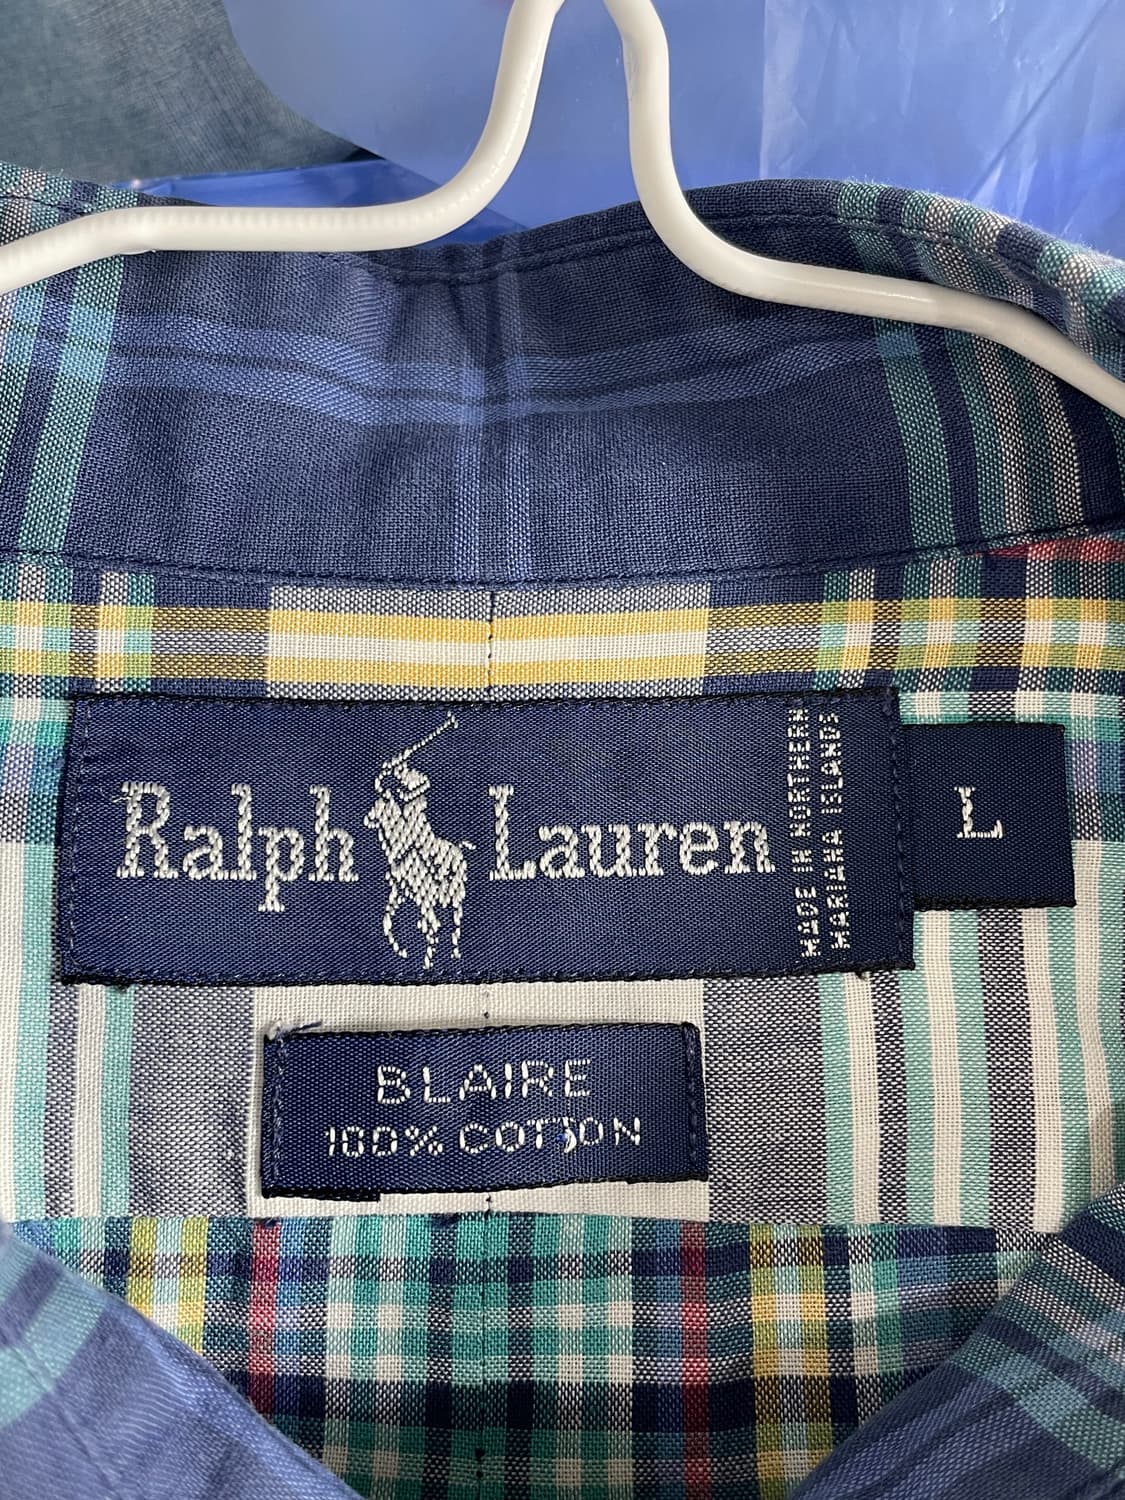 Ralph Lauren
MADE IN NORTHERN
MARIANA ISLANDS
L
BLAIRE
100% COTTON